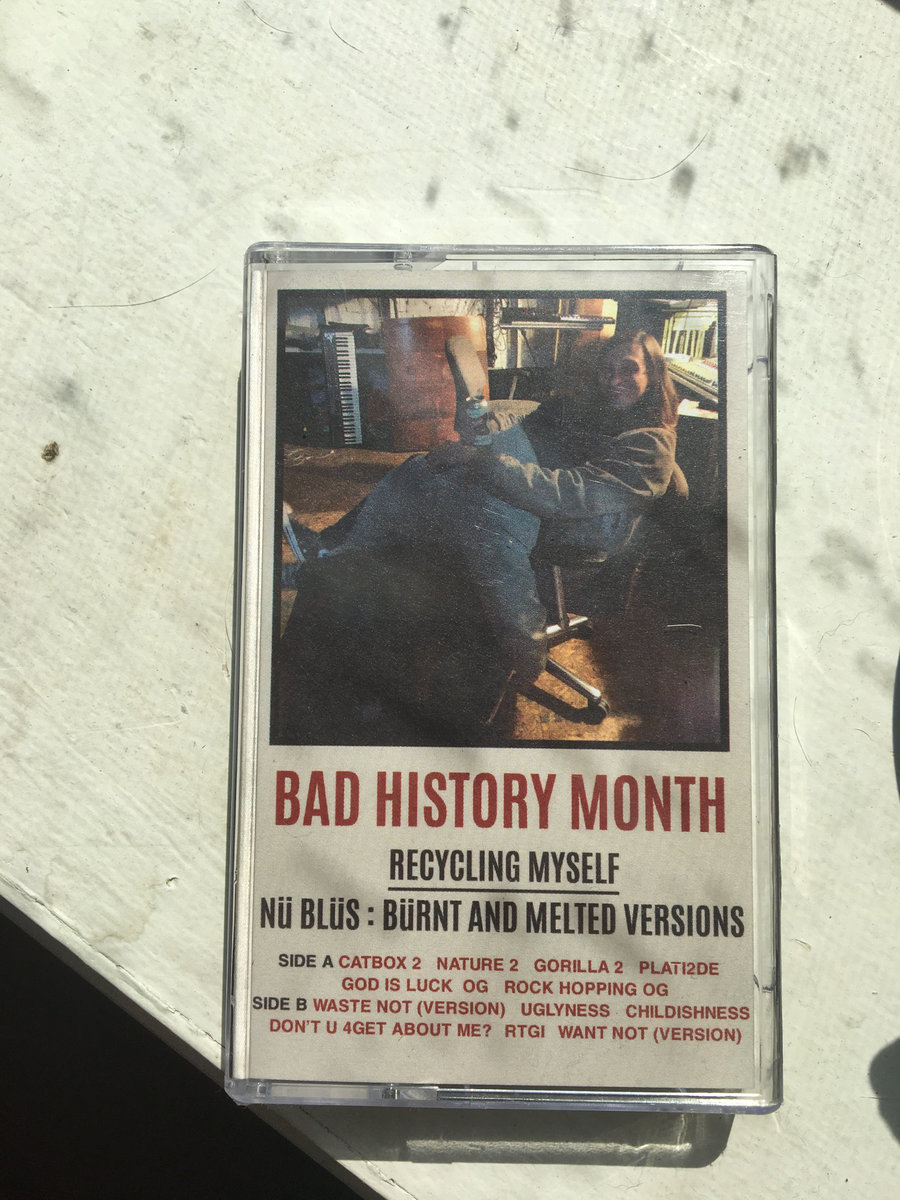 BAD HISTORY MONTH
RECYCLING MYSELF
Nü BLüS : BüRNT AND MELTED VERSIONS
SIDE A CATBOX 2 NATURE 2 GORILLA 2 PLATI2DE
GOD IS LUCK OG ROCK HOPPING OG
SIDE B WASTE NOT (VERSION) UGLYNESS CHILDISHNESS
DON'T U 4GET ABOUT ME? RTGI WANT NOT (VERSION)